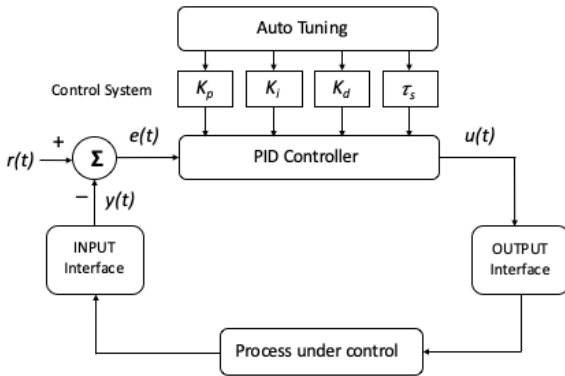 Auto Tuning
Control System
K_p K_i K_d τ_s
+ e(t) u(t)
r(t) Σ PID Controller
− y(t)
INPUT
Interface
OUTPUT
Interface
Process under control